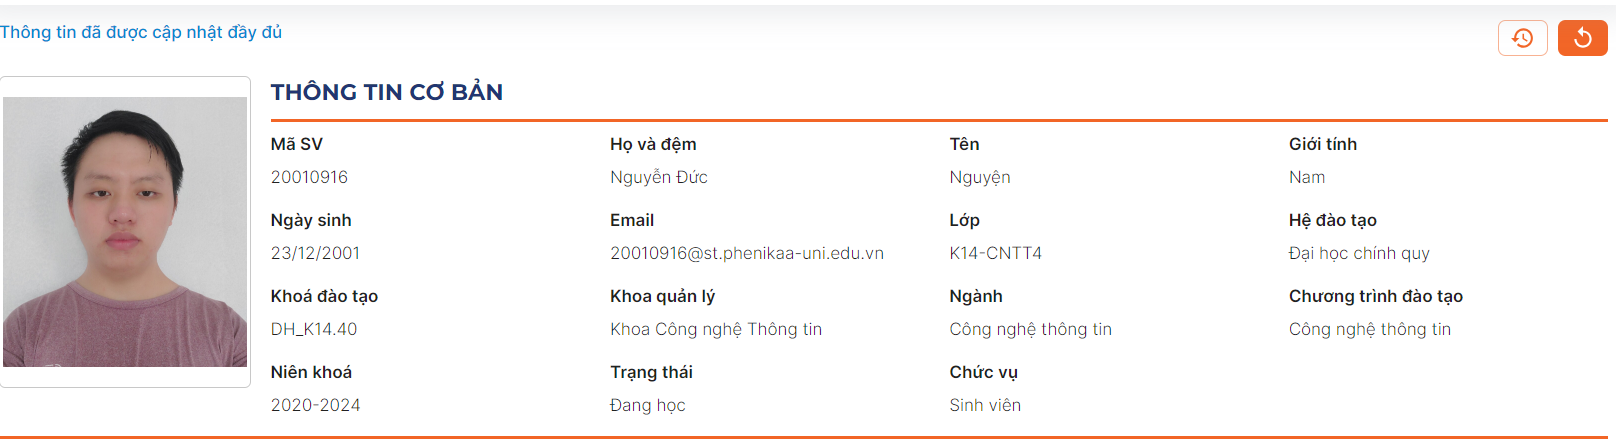 Thông tin đã được cập nhật đầy đủ
THÔNG TIN CƠ BẢN
Mã SV Họ và đệm Tên Giới tính
20010916 Nguyễn Đức Nguyện Nam
Ngày sinh Email Lớp Hệ đào tạo
23/12/2001 20010916@st.phenikaa-uni.edu.vn K14-CNTT4 Đại học chính quy
Khoá đào tạo Khoa quản lý Ngành Chương trình đào tạo
DH_K14.40 Khoa Công nghệ Thông tin Công nghệ thông tin Công nghệ thông tin
Niên khoá Trạng thái Chức vụ
2020-2024 Đang học Sinh viên